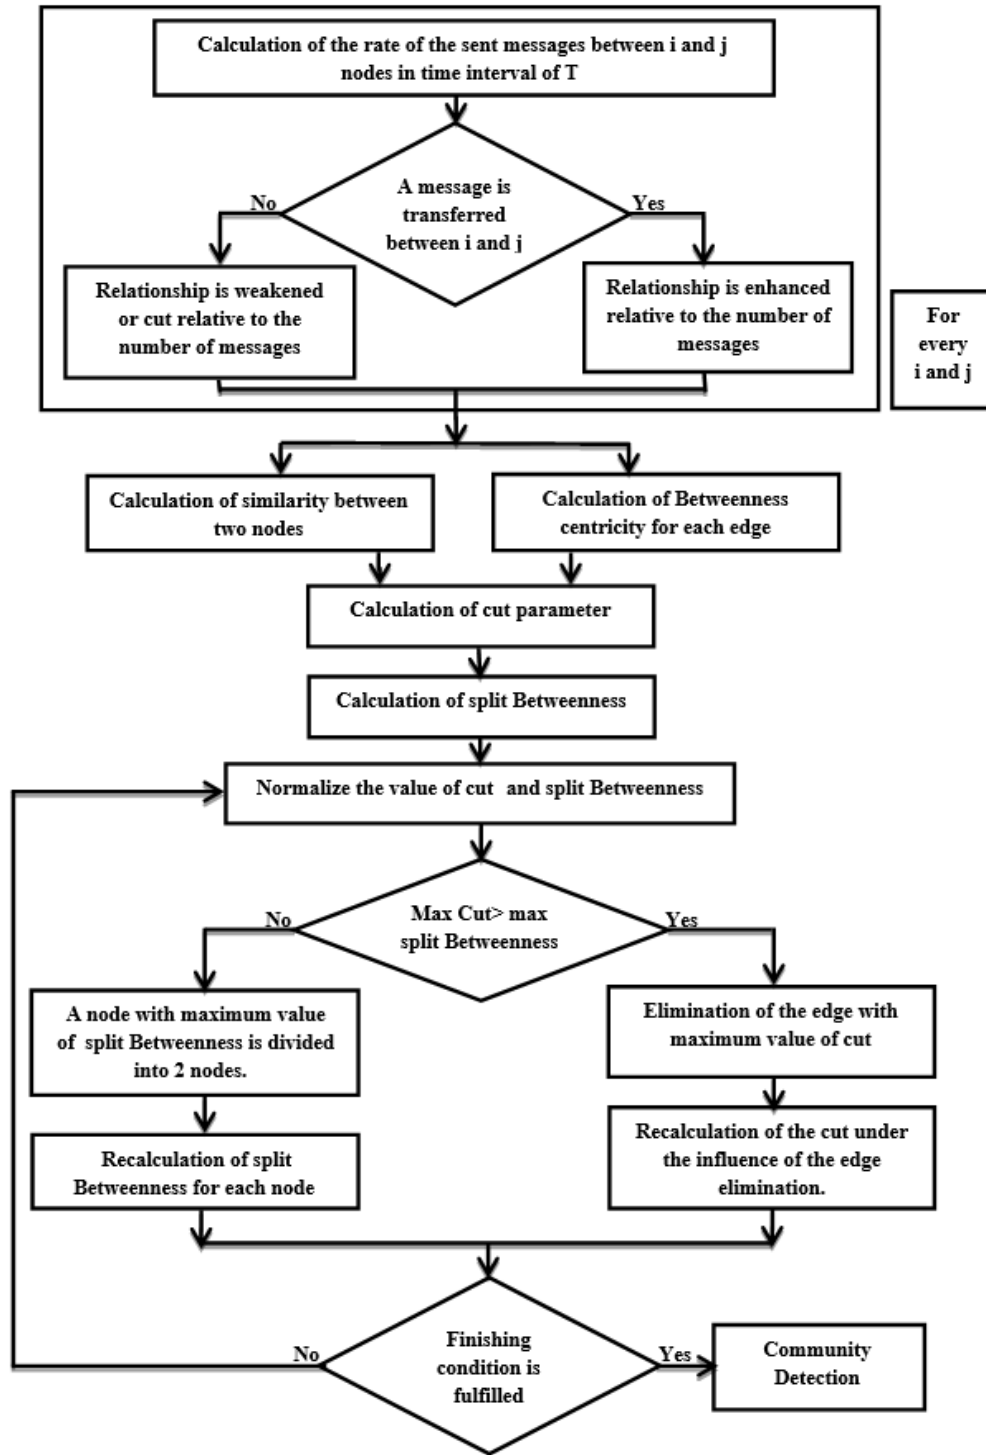 Calculation of the rate of the sent messages between i and j
nodes in time interval of T
A message is
transferred
between i and j
No
Yes
Relationship is weakened
or cut relative to the
number of messages
Relationship is enhanced
relative to the number of
messages
For
every
i and j
Calculation of similarity between
two nodes
Calculation of Betweenness
centricity for each edge
Calculation of cut parameter
Calculation of split Betweenness
Normalize the value of cut and split Betweenness
Max Cut> max
split Betweenness
No
Yes
A node with maximum value
of split Betweenness is divided
into 2 nodes.
Elimination of the edge with
maximum value of cut
Recalculation of split
Betweenness for each node
Recalculation of the cut under
the influence of the edge
elimination.
Finishing
condition is
fulfilled
No
Yes
Community
Detection